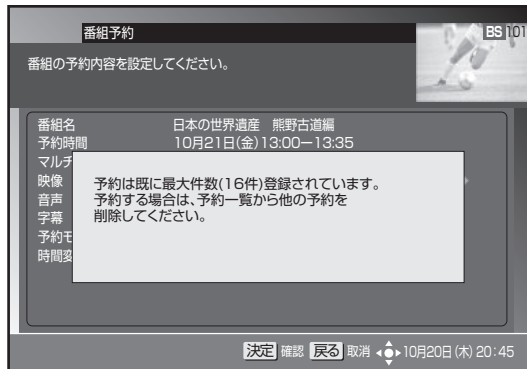 番組予約
BS 101
番組の予約内容を設定してください。
番組名 日本の世界遺産 熊野古道編
予約時間 10月21日(金)13:00ー13:35
マルチ
映像
音声
字幕
予約モ
時間変
予約は既に最大件数(16件)登録されています。
予約する場合は、予約一覧から他の予約を
削除してください。
決定 確認 戻る 取消 10月20日(木) 20:45